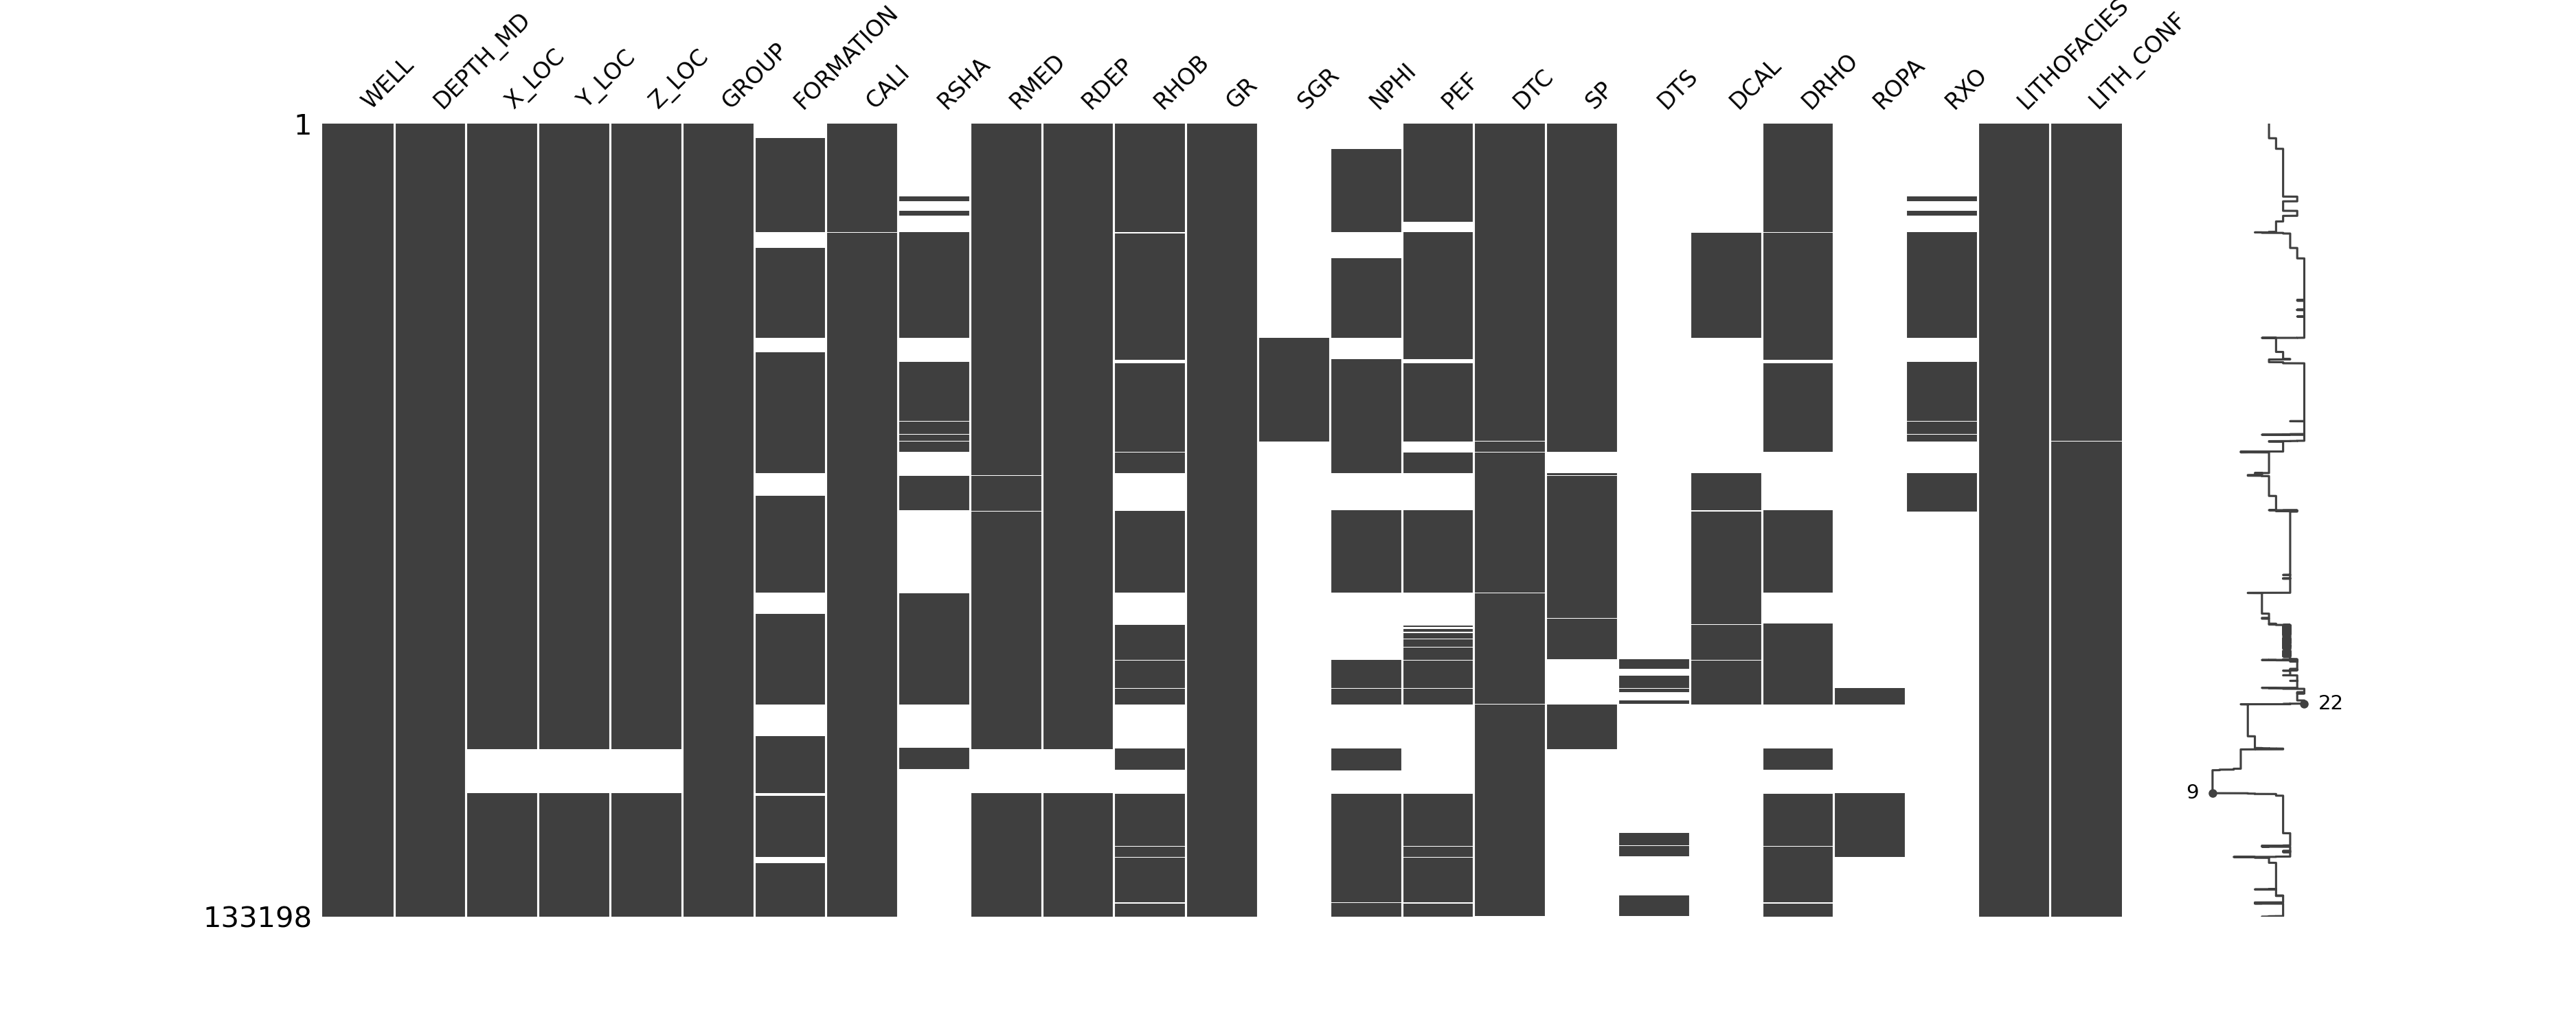 WELL
DEPTH_MD
X_LOC
Y_LOC
Z_LOC
GROUP
FORMATION
CALI
RSHA
RMED
RDEP
RHOB
GR
SGR
NPHI
PEF
DTC
SP
DTS
DCAL
DRHO
ROPA
RXO
LITHOFACIES
LITH_CONF
1
22
9
133198